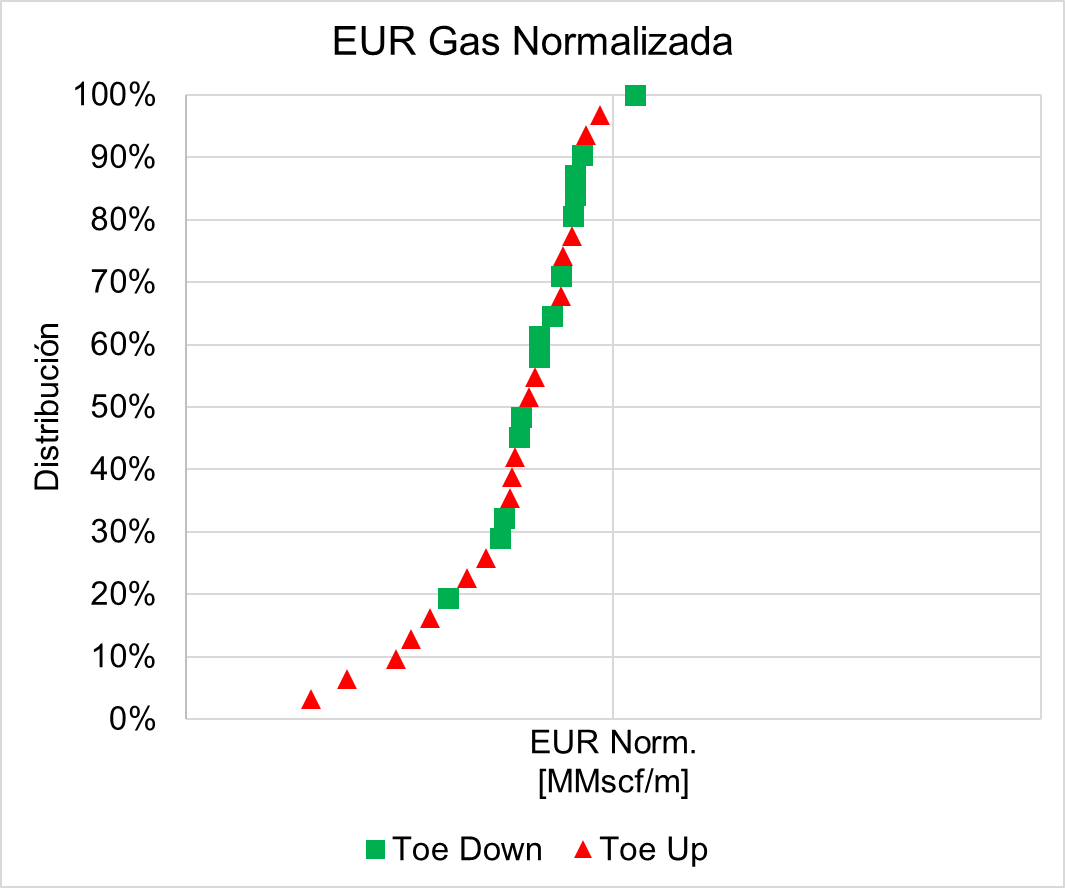 EUR Gas Normalizada
100%
90%
80%
70%
60%
50%
40%
30%
20%
10%
0%
Distribución
EUR Norm.
[MMscf/m]
Toe Down
Toe Up